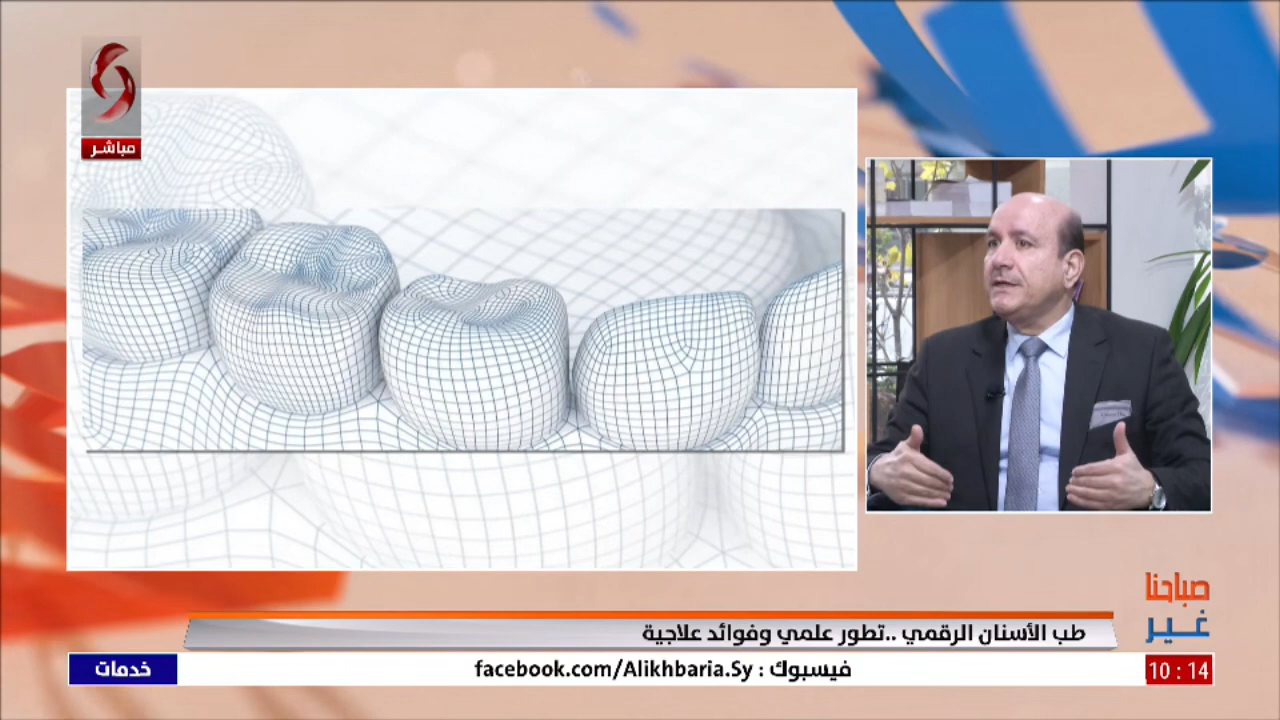 مباشر
صباحنا
غير
طب الأسنان الرقمي ..تطور علمي وفوائد علاجية
خدمات
فيسبوك : facebook.com/Alikhbaria.Sy
10 : 14